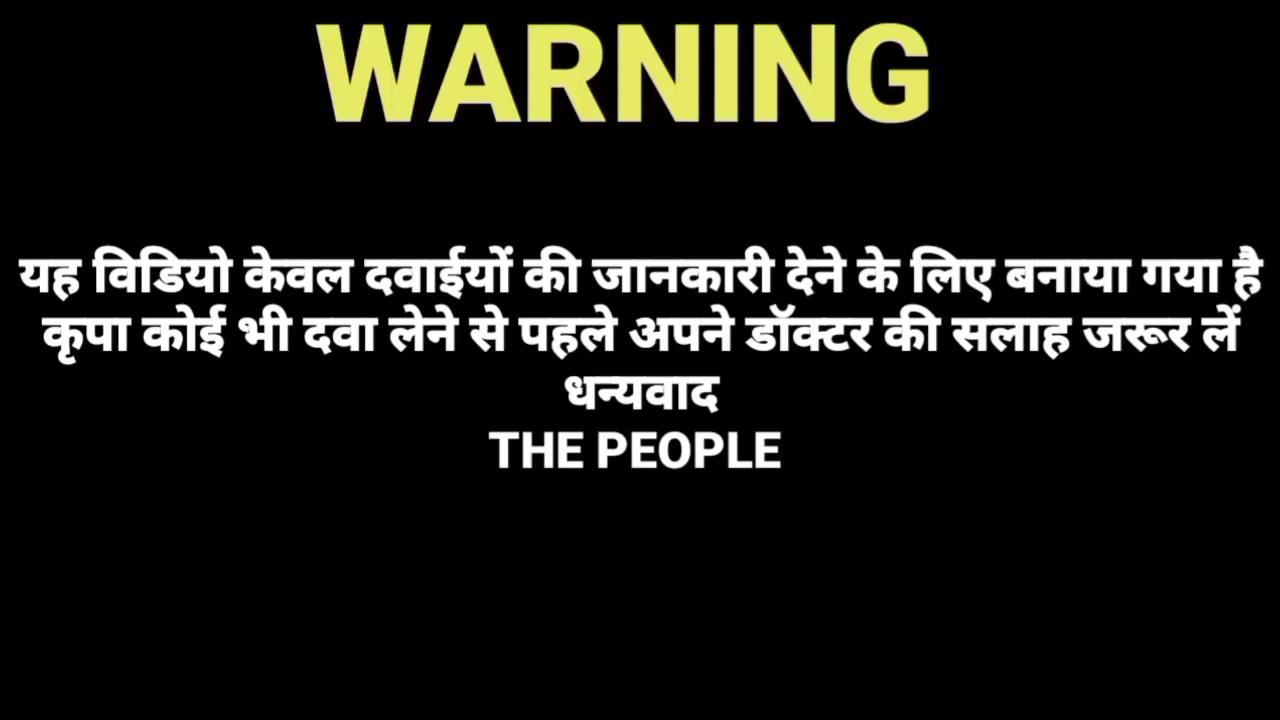 WARNING
यह विडियो केवल दवाईयों की जानकारी देने के लिए बनाया गया है
कृपा कोई भी दवा लेने से पहले अपने डॉक्टर की सलाह जरूर लें
धन्यवाद
THE PEOPLE